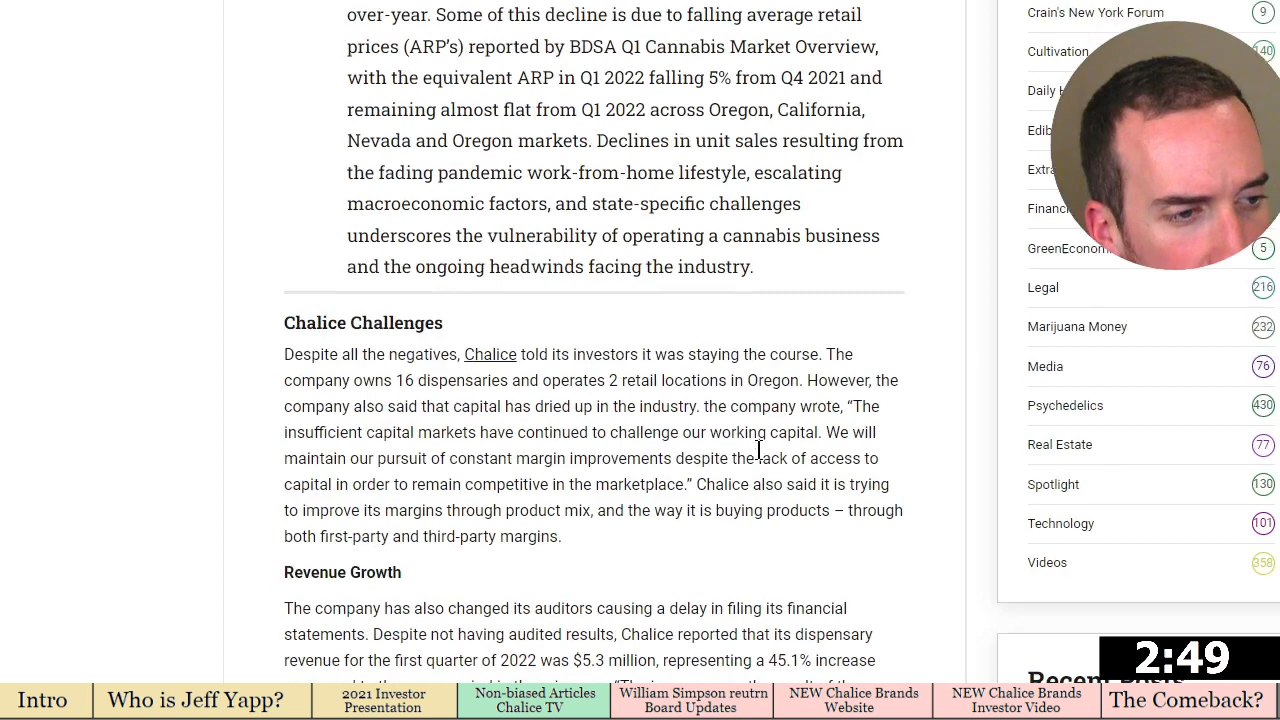 over-year. Some of this decline is due to falling average retail
prices (ARP's) reported by BDSA Q1 Cannabis Market Overview,
with the equivalent ARP in Q1 2022 falling 5% from Q4 2021 and
remaining almost flat from Q1 2022 across Oregon, California,
Nevada and Oregon markets. Declines in unit sales resulting from
the fading pandemic work-from-home lifestyle, escalating
macroeconomic factors, and state-specific challenges
underscores the vulnerability of operating a cannabis business
and the ongoing headwinds facing the industry.
Chalice Challenges
Despite all the negatives, Chalice told its investors it was staying the course. The
company owns 16 dispensaries and operates 2 retail locations in Oregon. However, the
company also said that capital has dried up in the industry. the company wrote, “The
insufficient capital markets have continued to challenge our working capital. We will
maintain our pursuit of constant margin improvements despite the lack of access to
capital in order to remain competitive in the marketplace.” Chalice also said it is trying
to improve its margins through product mix, and the way it is buying products – through
both first-party and third-party margins.
Revenue Growth
The company has also changed its auditors causing a delay in filing its financial
statements. Despite not having audited results, Chalice reported that its dispensary
revenue for the first quarter of 2022 was $5.3 million, representing a 45.1% increase
Crain's New York Forum 9
Cultivation 140
Daily
GreenEconom 5
Legal 216
Marijuana Money 232
Media 76
Psychedelics 430
Real Estate 77
Spotlight 130
Technology 101
Videos 358
2:49
Intro
Who is Jeff Yapp?
2021 Investor
Presentation
Non-biased Articles
Chalice TV
William Simpson reutrn
Board Updates
NEW Chalice Brands
Website
NEW Chalice Brands
Investor Video
The Comeback?